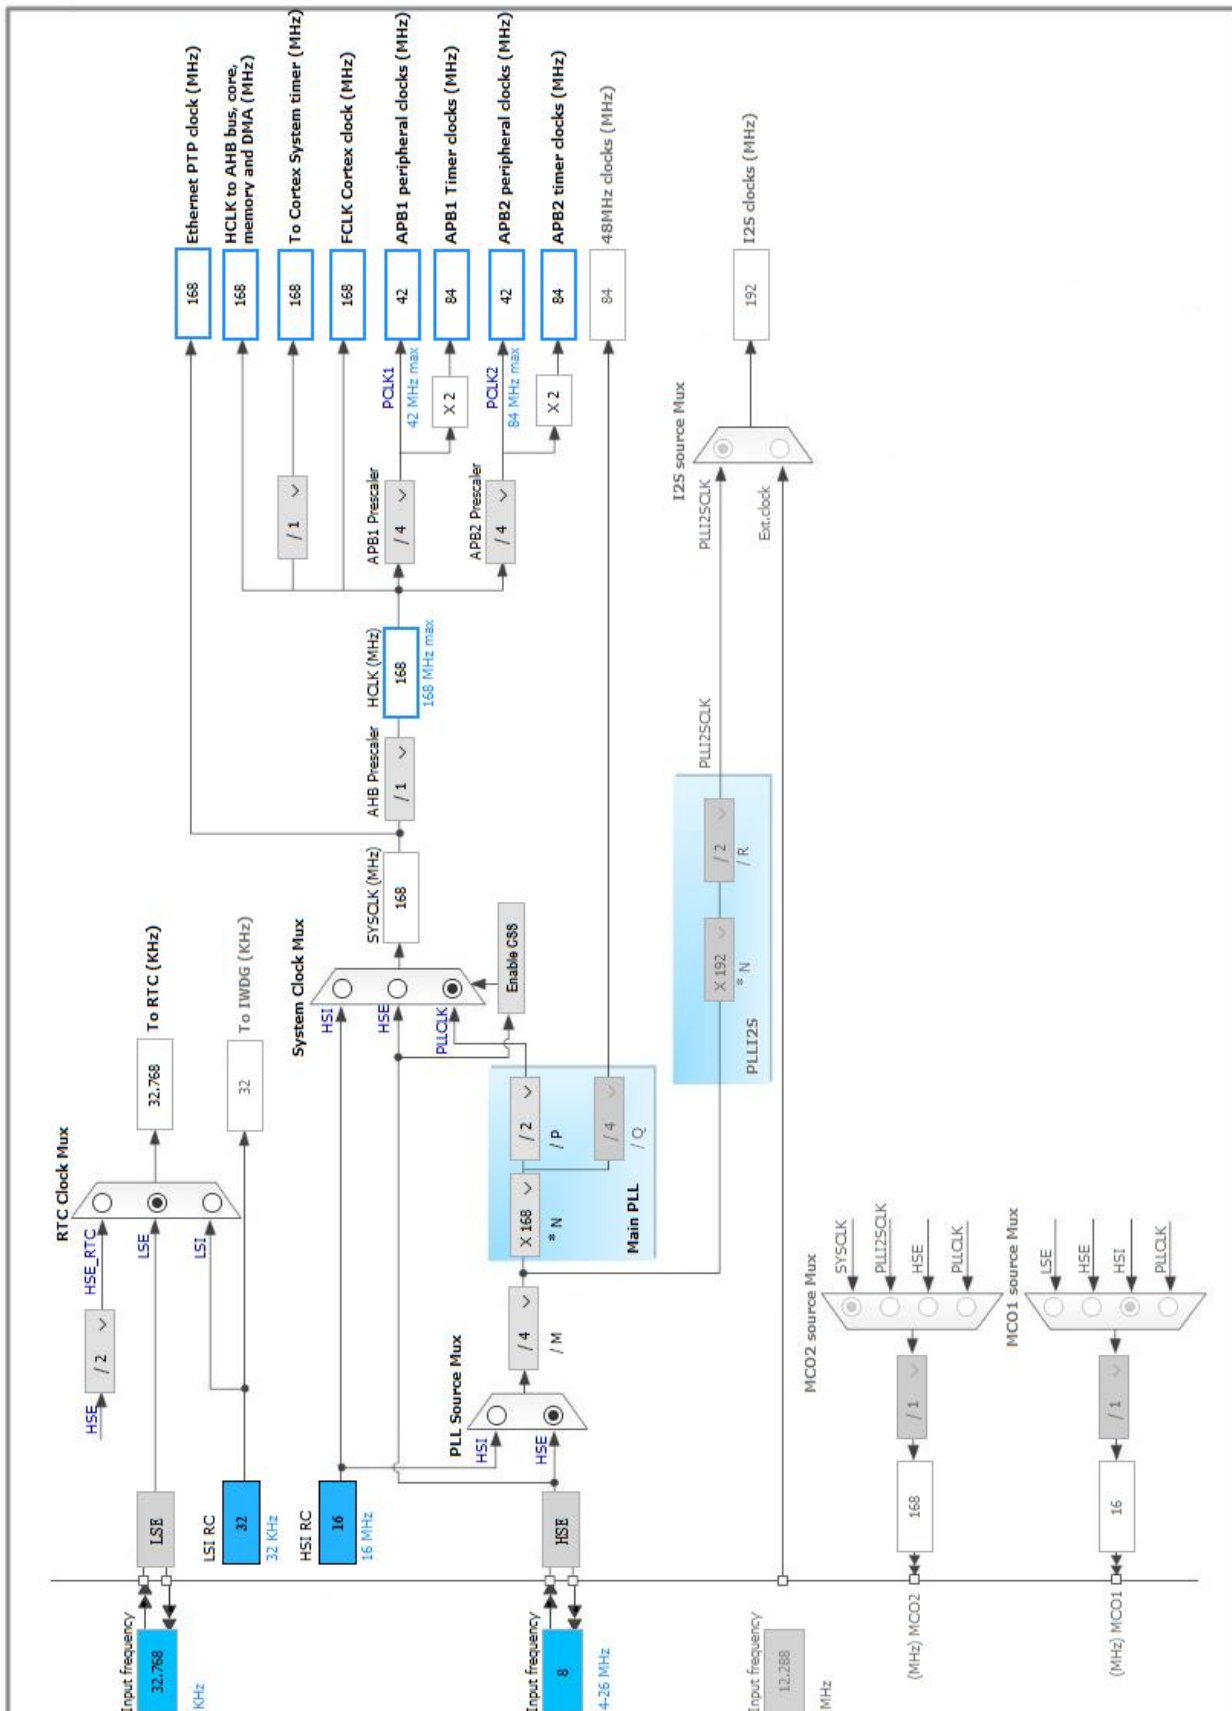 Input frequency
32.768
KHz
LSE
HSE
/ 2
HSE_RTC
LSE
LSI
RTC Clock Mux
32.768
To RTC (KHz)
LSI RC
32
32 KHz
32
To IWDG (KHz)
HSI RC
16
16 MHz
Input frequency
8
4-26 MHz
HSE
PLL Source Mux
HSI
HSE
/ 4
/ M
X 168
* N
/ 2
/ P
/ 4
/ Q
Main PLL
System Clock Mux
HSI
HSE
PLLCLK
Enable CSS
SYSCLK (MHz)
168
AHB Prescaler
/ 1
HCLK (MHz)
168
168 MHz max
/ 1
APB1 Prescaler
/ 4
PCLK1
42 MHz max
X 2
APB2 Prescaler
/ 4
PCLK2
84 MHz max
X 2
168
Ethernet PTP clock (MHz)
168
HCLK to AHB bus, core,
memory and DMA (MHz)
168
To Cortex System timer (MHz)
168
FCLK Cortex clock (MHz)
42
APB1 peripheral clocks (MHz)
84
APB1 Timer clocks (MHz)
42
APB2 peripheral clocks (MHz)
84
APB2 timer clocks (MHz)
84
48MHz clocks (MHz)
PLLI2S
X 192
* N
/ 2
/ R
PLLI2SCLK
PLLI2SCLK
Ext.clock
I2S source Mux
192
I2S clocks (MHz)
Input frequency
12.288
MHz
MCO2 source Mux
SYSCLK
PLLI2SCLK
HSE
PLLCLK
/ 1
168
(MHz) MCO2
MCO1 source Mux
LSE
HSE
HSI
PLLCLK
/ 1
16
(MHz) MCO1